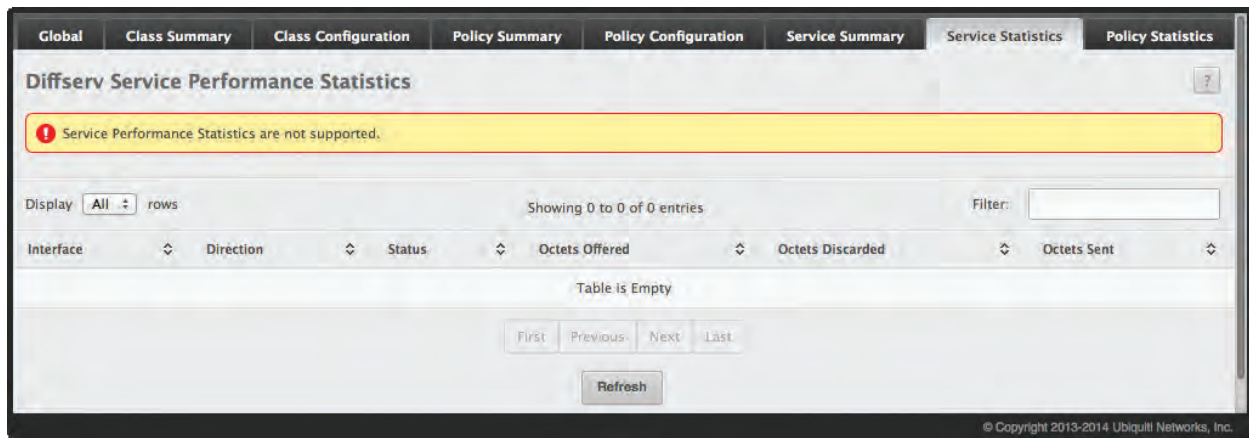 Global Class Summary Class Configuration Policy Summary Policy Configuration Service Summary Service Statistics Policy Statistics
Diffserv Service Performance Statistics ?
! Service Performance Statistics are not supported.
Display All rows Showing 0 to 0 of 0 entries Filter:
Interface Direction Status Octets Offered Octets Discarded Octets Sent
Table is Empty
First Previous Next Last
Refresh
© Copyright 2013-2014 Ubiquiti Networks, Inc.